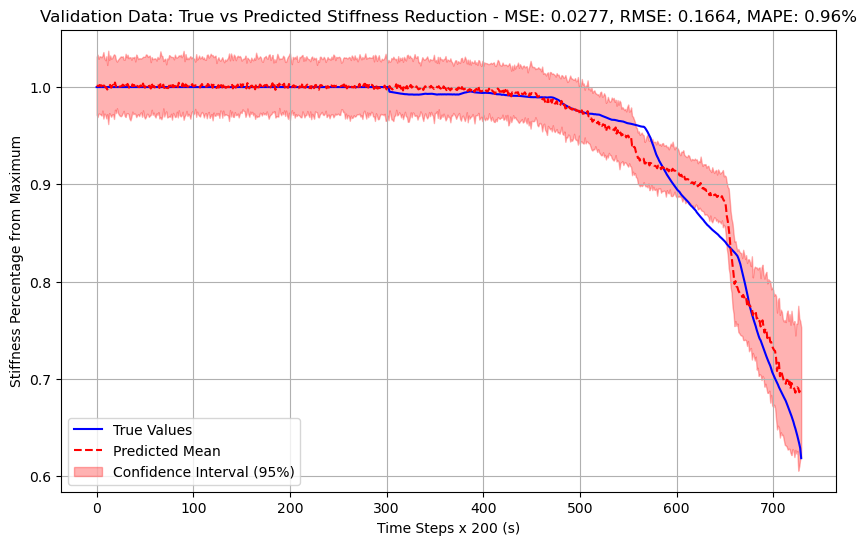 Validation Data: True vs Predicted Stiffness Reduction - MSE: 0.0277, RMSE: 0.1664, MAPE: 0.96%
Stiffness Percentage from Maximum
1.0
0.9
0.8
0.7
0.6
True Values
Predicted Mean
Confidence Interval (95%)
0 100 200 300 400 500 600 700
Time Steps x 200 (s)